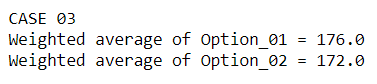 CASE 03
Weighted average of Option_01 = 176.0
Weighted average of Option_02 = 172.0